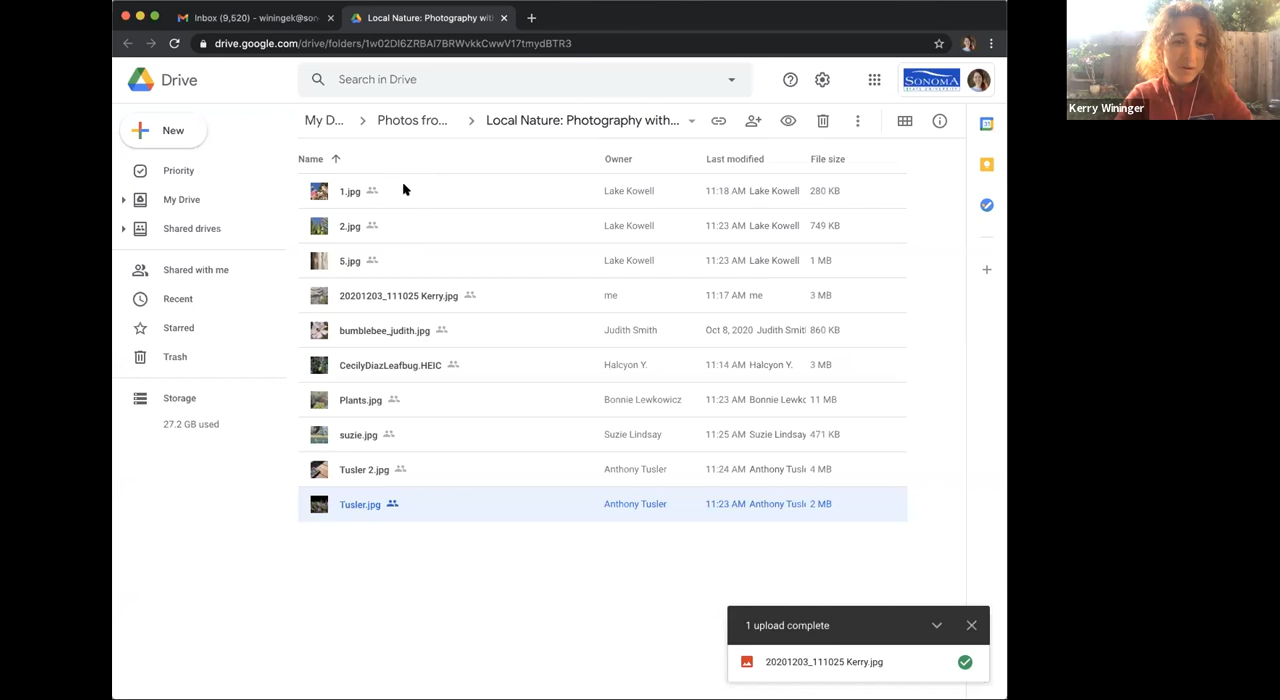 Inbox (9,520) - winingek@son
Local Nature: Photography with
drive.google.com/drive/folders/1w02DI6ZRBAI7BRWvkkCwwV17tmydBTR3
Drive
Search in Drive
SONOMA
STATE UNIVERSITY
Kerry Wininger
New
My D...
Photos fro...
Local Nature: Photography with...
Name
Owner
Last modified
File size
Priority
My Drive
Shared drives
Shared with me
Recent
Starred
Trash
Storage
27.2 GB used
1.jpg Lake Kowell 11:18 AM Lake Kowell 280 KB
2.jpg Lake Kowell 11:23 AM Lake Kowell 749 KB
5.jpg Lake Kowell 11:23 AM Lake Kowell 1 MB
20201203_111025 Kerry.jpg me 11:17 AM me 3 MB
bumblebee_judith.jpg Judith Smith Oct 8, 2020 Judith Smit 860 KB
CecilyDiazLeafbug.HEIC Halcyon Y. 11:14 AM Halcyon Y. 3 MB
Plants.jpg Bonnie Lewkowicz 11:23 AM Bonnie Lewkc 11 MB
suzie.jpg Suzie Lindsay 11:25 AM Suzie Lindsay 471 KB
Tusler 2.jpg Anthony Tusler 11:24 AM Anthony Tusl 4 MB
Tusler.jpg Anthony Tusler 11:23 AM Anthony Tusl 2 MB
1 upload complete
20201203_111025 Kerry.jpg